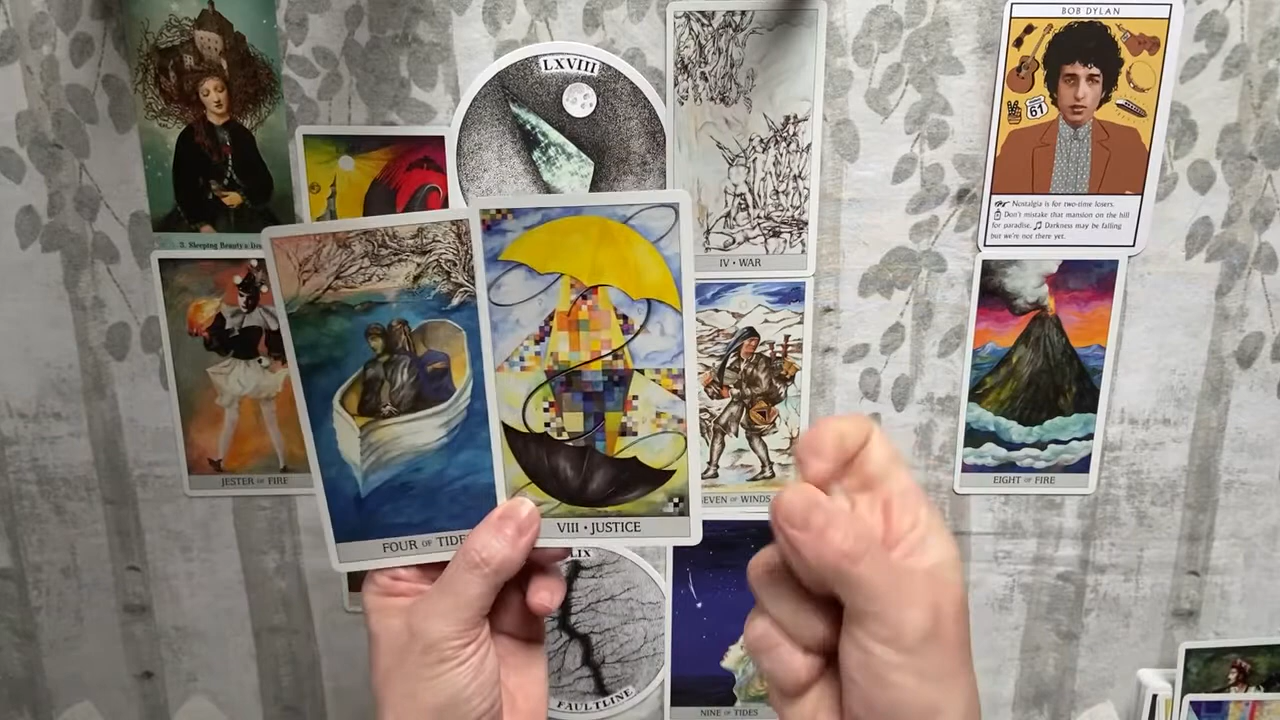 BOB DYLAN
61
Nostalgia is for two-time losers.
Don't mistake that mansion on the hill
for paradise. Darkness may be falling
but we're not there yet.
LXVIII
3. Sleeping Beauty's
IV • WAR
JESTER OF FIRE
FOUR OF TIDE
VIII • JUSTICE
EVEN OF WINDS
EIGHT OF FIRE
LIX
FAULTLINE
NINE OF TIDES